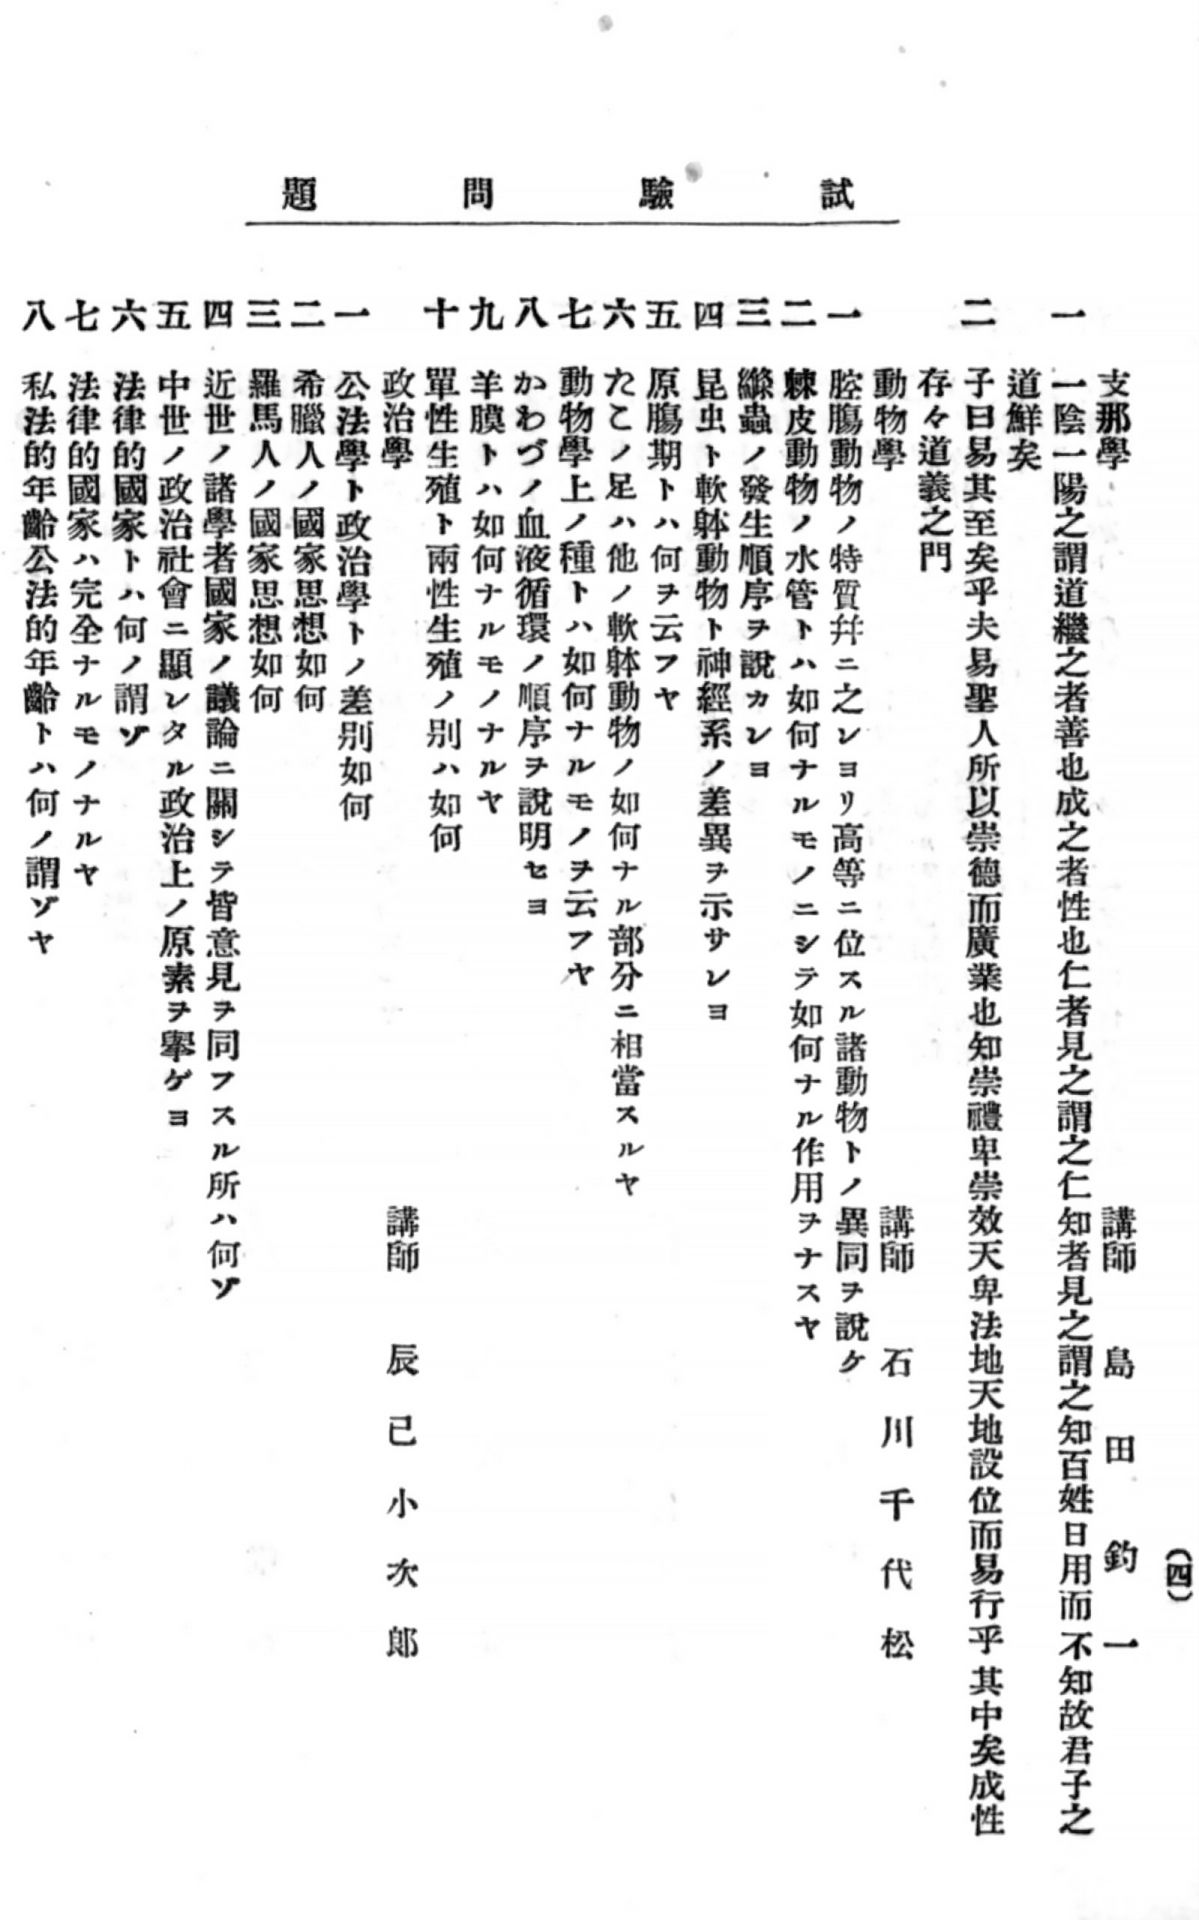 試驗問題
(四)
支那學 講師 島田鈞一
一 一陰一陽之謂道繼之者善也成之者性也仁者見之謂之仁知者見之謂之知百姓日用而不知故君子之
道鮮矣
二 子曰易其至矣乎夫易聖人所以崇德而廣業也知崇禮卑崇效天卑法地天地設位而易行乎其中矣成性
存々道義之門
動物學 講師 石川千代松
一 腔膓動物ノ特質幷ニ之レヨリ高等ニ位スル諸動物トノ異同ヲ說ケ
二 棘皮動物ノ水管トハ如何ナルモノニシテ如何ナル作用ヲナスヤ
三 縧蟲ノ發生順序ヲ說カレヨ
四 昆虫ト軟躰動物ト神經系ノ差異ヲ示サレヨ
五 原膓期トハ何ヲ云フヤ
六 たこノ足ハ他ノ軟躰動物ノ如何ナル部分ニ相當スルヤ
七 動物學上ノ種トハ如何ナルモノヲ云フヤ
八 かわづノ血液循環ノ順序ヲ說明セヨ
九 羊膜トハ如何ナルモノナルヤ
十 單性生殖ト兩性生殖ノ別ハ如何
政治學 講師 辰已小次郎
一 公法學ト政治學トノ差別如何
二 希臘人ノ國家思想如何
三 羅馬人ノ國家思想如何
四 近世ノ諸學者國家ノ議論ニ關シテ皆意見ヲ同フスル所ハ何ゾ
五 中世ノ政治社會ニ顯レタル政治上ノ原素ヲ擧ゲヨ
六 法律的國家トハ何ノ謂ゾ
七 法律的國家ハ完全ナルモノナルヤ
八 私法的年齡公法的年齡トハ何ノ謂ゾヤ